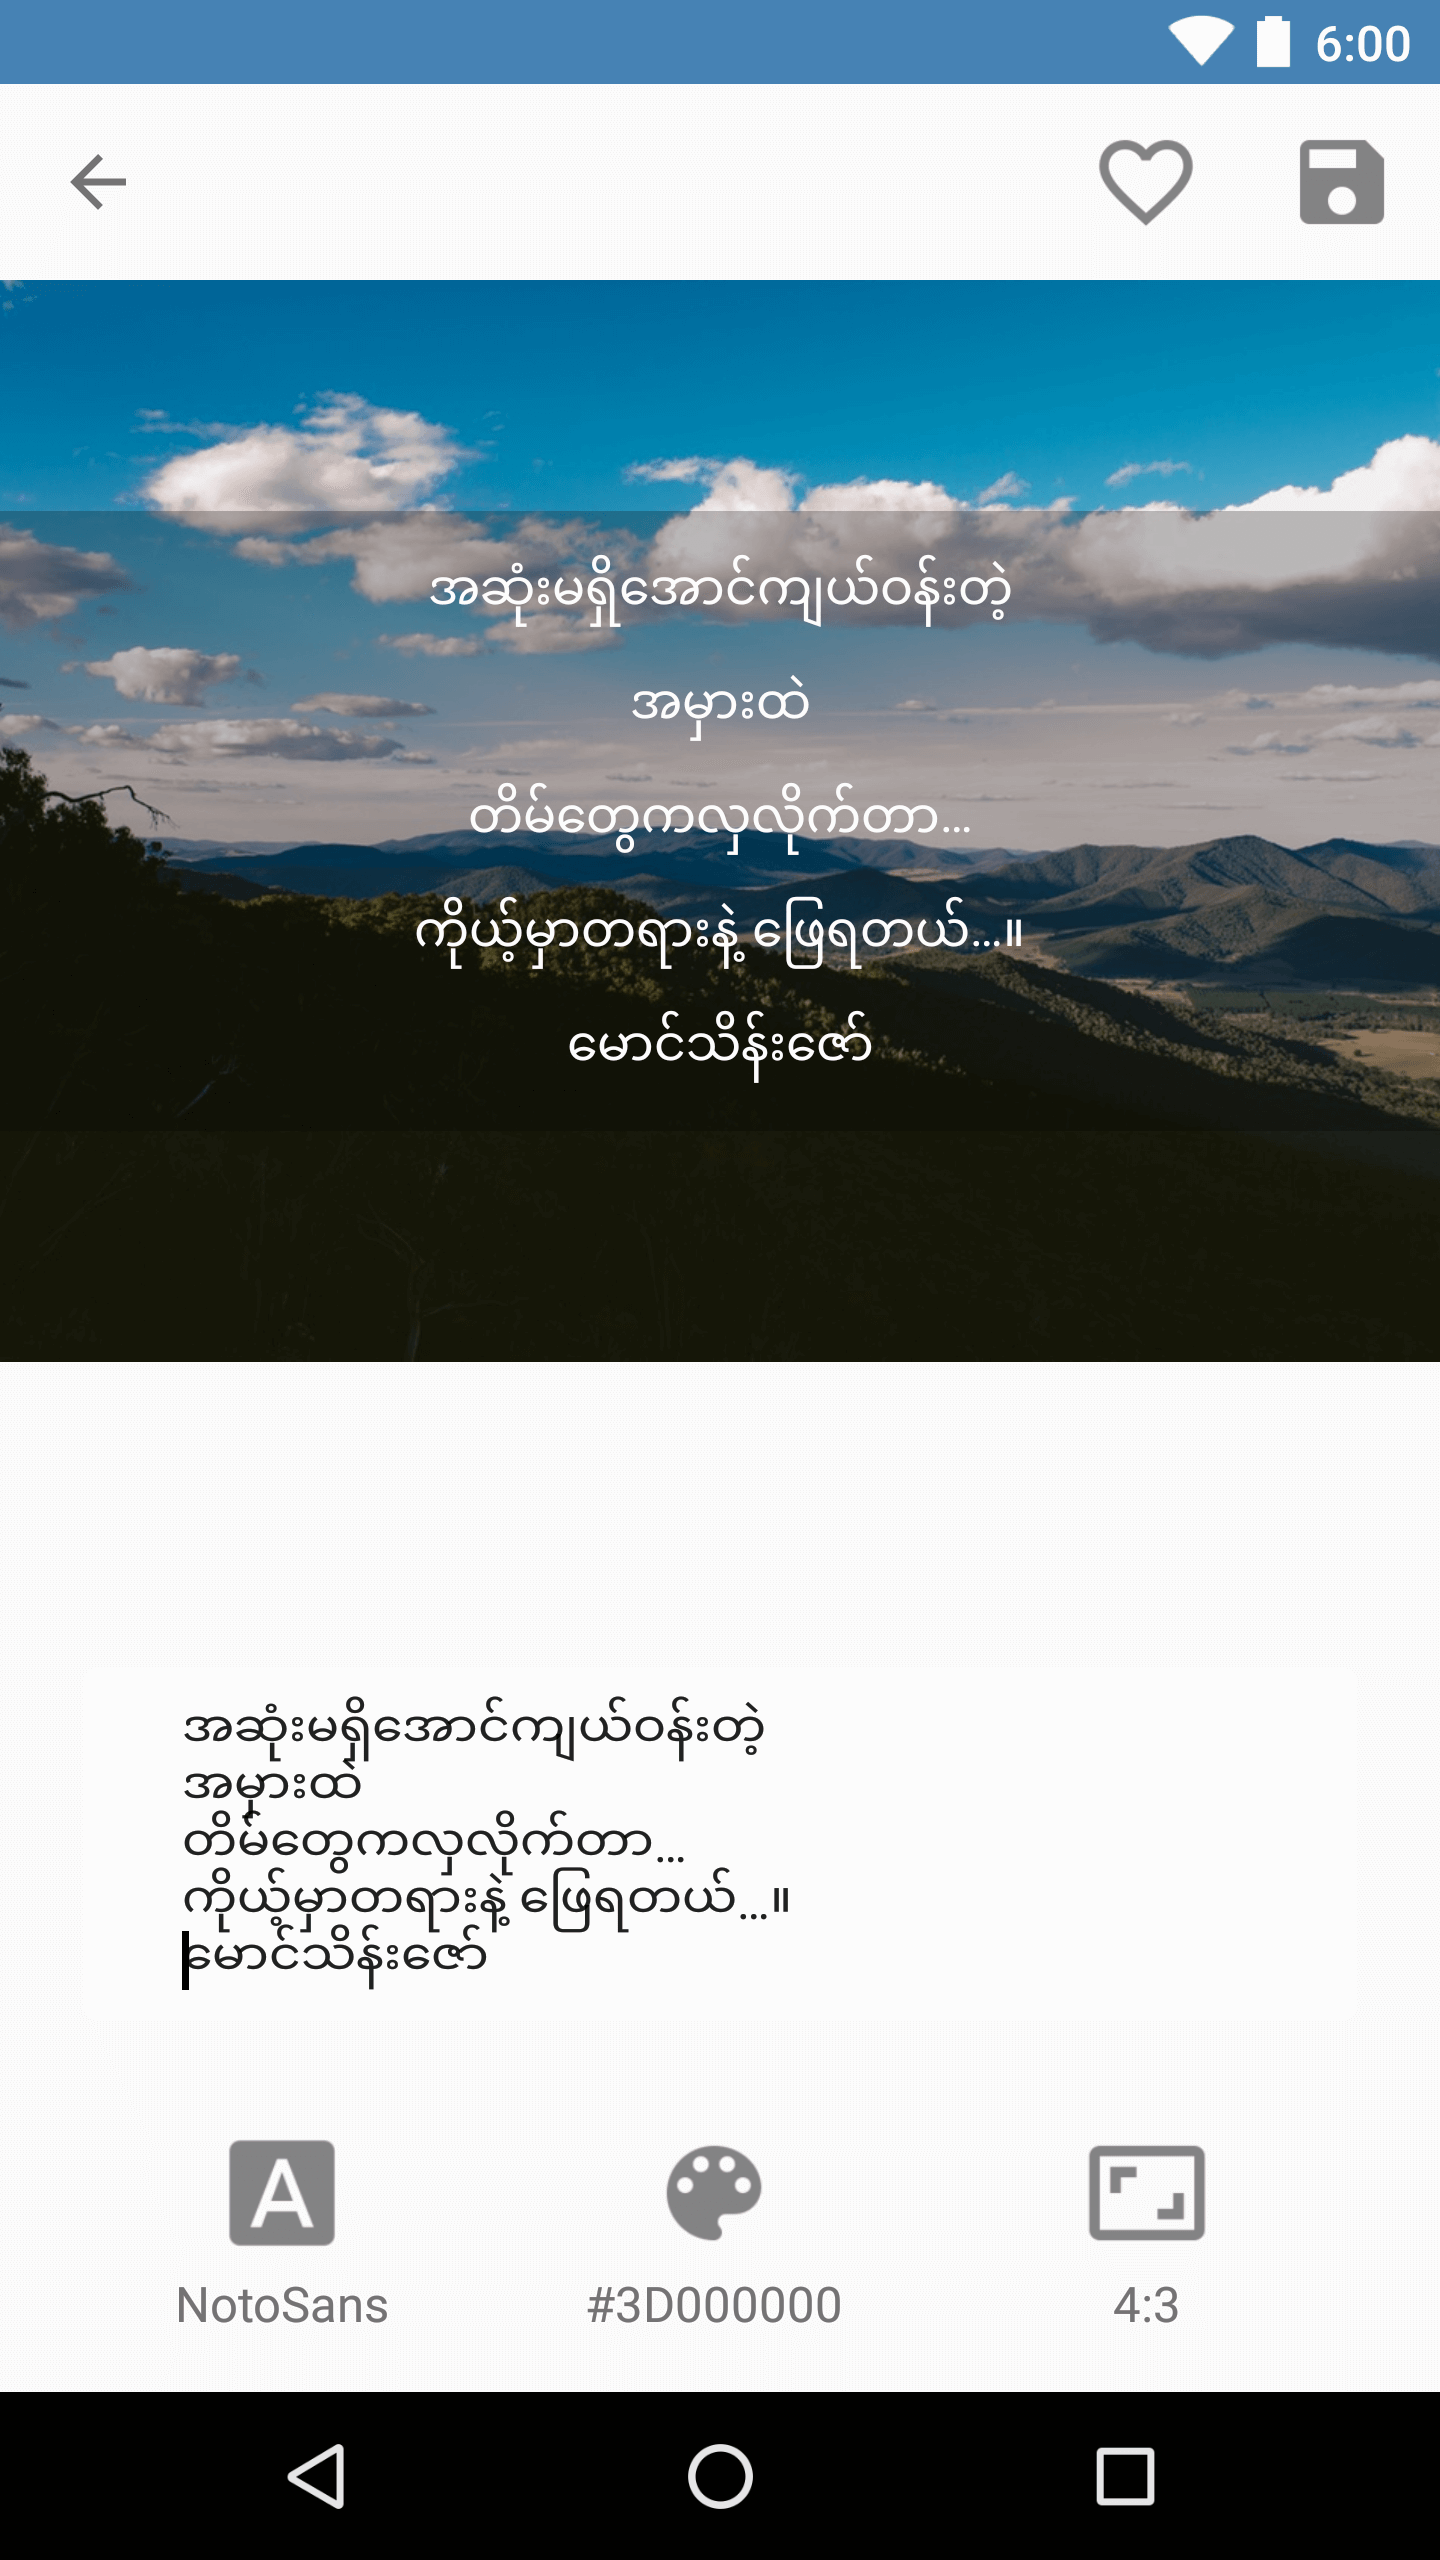 6:00
အဆုံးမရှိအောင်ကျယ်ဝန်းတဲ့
အမှားထဲ
တိမ်တွေကလှလိုက်တာ...
ကိုယ့်မှာတရားနဲ့ ဖြေရတယ်...။
မောင်သိန်းဇော်
အဆုံးမရှိအောင်ကျယ်ဝန်းတဲ့
အမှားထဲ
တိမ်တွေကလှလိုက်တာ...
ကိုယ့်မှာတရားနဲ့ ဖြေရတယ်...။
မောင်သိန်းဇော်
NotoSans #3D000000 4:3